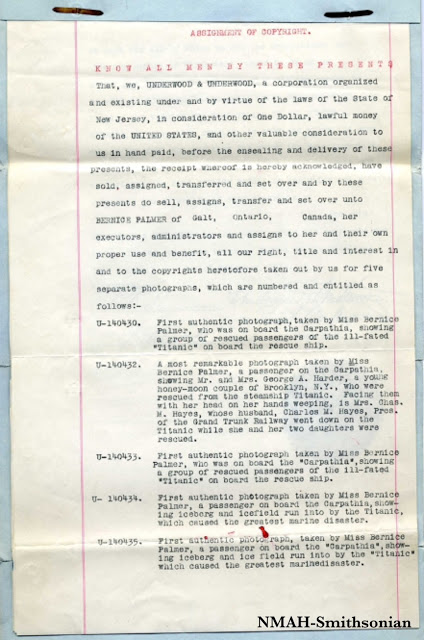 ASSIGNMENT OF COPYRIGHT.
KNOW ALL MEN BY THESE PRESENTS
That, we, UNDERWOOD & UNDERWOOD, a corporation organized
and existing under and by virtue of the laws of the State of
New Jersey, in consideration of One Dollar, lawful money
of the UNITED STATES, and other valuable consideration to
us in hand paid, before the ensealing and delivery of these
presents, the receipt whereof is hereby acknowledged, have
sold, assigned, transferred and set over and by these
presents do sell, assigns, transfer and set over unto
BERNICE PALMER of Galt, Ontario, Canada, her
executors, administrators and assigns to her and their own
proper use and benefit, all our right, title and interest in
and to the copyrights heretofore taken out by us for five
separate photographs, which are numbered and entitled as
follows:-
U-140430. First authentic photograph, taken by Miss Bernice
Palmer, who was on board the Carpathia, showing
a group of rescued passengers of the ill-fated
"Titanic" on board the rescue ship.
U-140432. A most remarkable photograph taken by Miss
Bernice Palmer, a passenger on the Carpathia,
showing Mr. and Mrs. George A. Harder, a young
honey-moon couple of Brooklyn, N.Y., who were
rescued from the steamship Titanic. Facing them
with her head on her hands weeping, is Mrs. Chas.
M. Hayes, whose husband, Charles M. Hayes, Pres.
of the Grand Trunk Railway went down on the
Titanic while she and her two daughters were
rescued.
U-140433. First authentic photograph taken by Miss Bernice
Palmer, who was on board the "Carpathia", showing
a group of rescued passengers of the ill-fated
"Titanic" on board the rescue ship.
U- 140434. First authentic photograph taken by Miss Bernice
Palmer, a passenger on board the Carpathia, show-
ing iceberg and icefield run into by the Titanic,
which caused the greatest marine disaster.
U-140435. First authentic photograph, taken by Miss Bernice
Palmer, a passenger on board the "Carpathia", show-
ing iceberg and ice field run into by the "Titanic"
which caused the greatest marinedisaster.
NMAH-Smithsonian